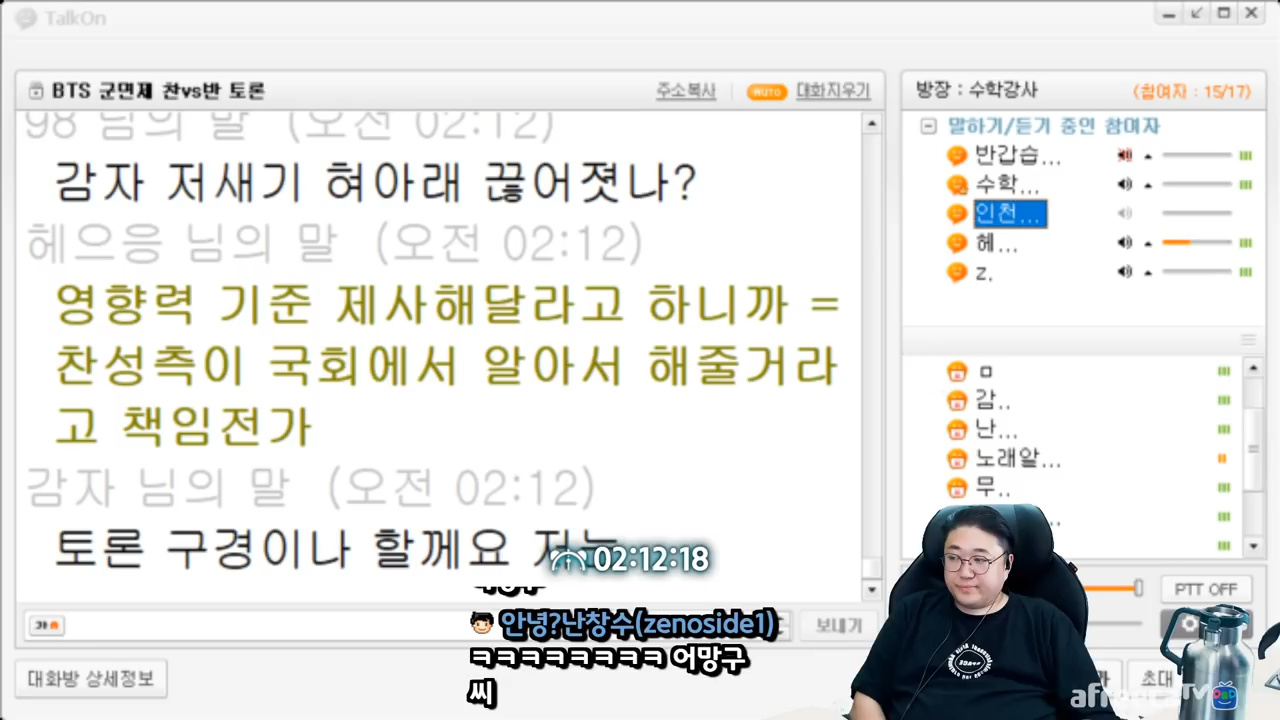 TalkOn
BTS 군면제 찬vs반 토론
주소복사
AUTO
대화지우기
98 님의 말 (오전 02:12)
감자 저새기 혀아래 끊어졋나?
헤으응 님의 말 (오전 02:12)
영향력 기준 제사해달라고 하니까 =
찬성측이 국회에서 알아서 해줄거라
고 책임전가
감자 님의 말 (오전 02:12)
토론 구경이나 할께요 저는
02:12:18
안녕?난창수(zenoside1)
ㅋㅋㅋㅋㅋㅋㅋㅋ 어망구
씨
가
보내기
대화방 상세정보
방장 : 수학강사
(참여자 : 15/17)
말하기/듣기 중인 참여자
반갑습...
수학...
인천...
헤...
z.
ㅁ
감..
난...
노래알...
무..
PTT OFF
초대
afreecaTV